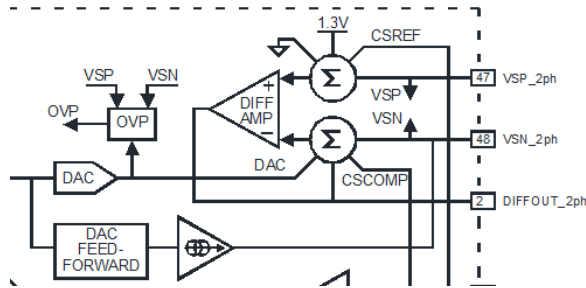 1.3V
CSREF
VSP
VSN
Σ
47
VSP_2ph
OVP
OVP
+
DIFF
AMP
−
VSP
VSN
Σ
48
VSN_2ph
DAC
DAC
CSCOMP
2
DIFFOUT_2ph
DAC
FEED-
FORWARD